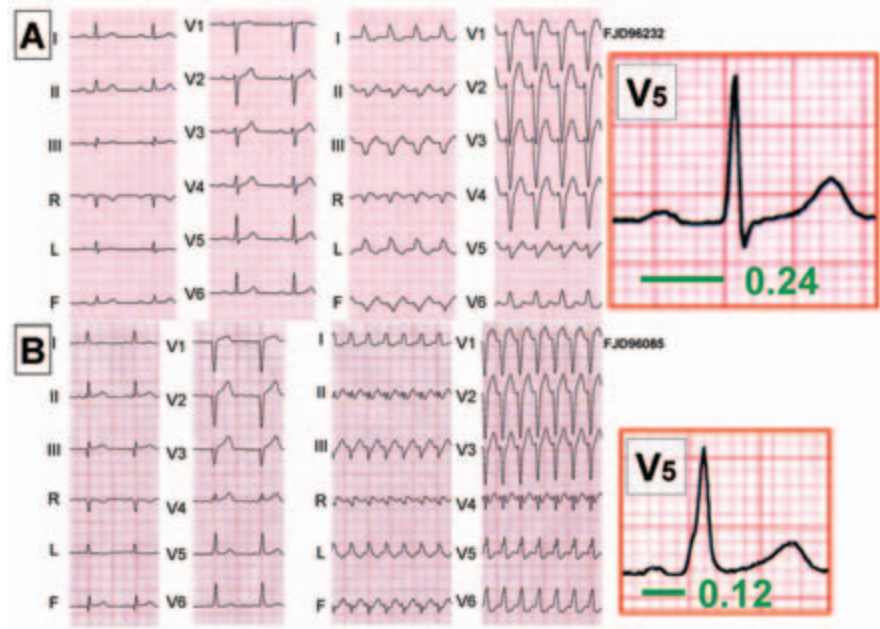 A
I
II
III
R
L
F
V1
V2
V3
V4
V5
V6
I
II
III
R
L
F
V1
V2
V3
V4
V5
V6
FJD96232
V5
0.24
B
I
II
III
R
L
F
V1
V2
V3
V4
V5
V6
I
II
III
R
L
F
V1
V2
V3
V4
V5
V6
FJD96085
V5
0.12